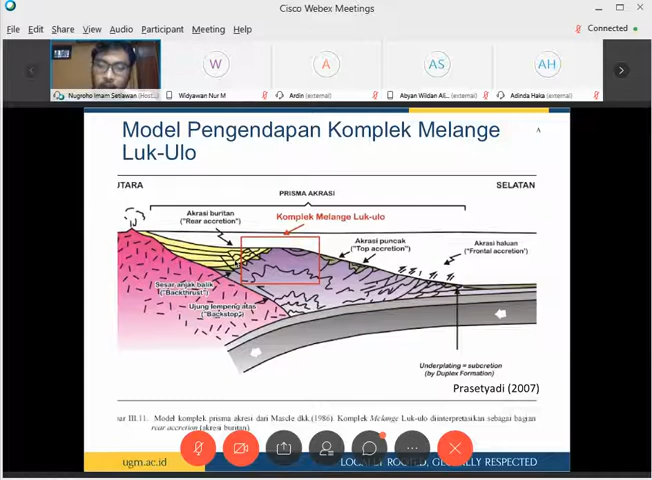 Cisco Webex Meetings
File Edit Share View Audio Participant Meeting Help
Connected
W
A
AS
AH
Nugroho Imam Setiawan (Host...
Widyawan Nur M
Ardin (external)
Abyan Wildan Ali... (external)
Adinda Haka (external)
Model Pengendapan Komplek Melange
Luk-Ulo
UTARA
SELATAN
PRISMA AKRASI
Akrasi buritan
("Rear accretion")
Komplek Melange Luk-ulo
Akrasi puncak
("Top accretion")
Akrasi haluan
("Frontal accretion")
Sesar anjak balik
("Backthrust")
Ujung lempeng atas
("Backstop")
Underplating = subcretion
(by Duplex Formation)
Prasetyadi (2007)
bar III.11. Model komplek prisma akresi dari Mascle dkk.(1986). Komplek Melange Luk-ulo diinterpretasikan sebagai bagian
rear accretion (akresi buritan).
ugm.ac.id
LOCALLY ROOTED, GLOBALLY RESPECTED